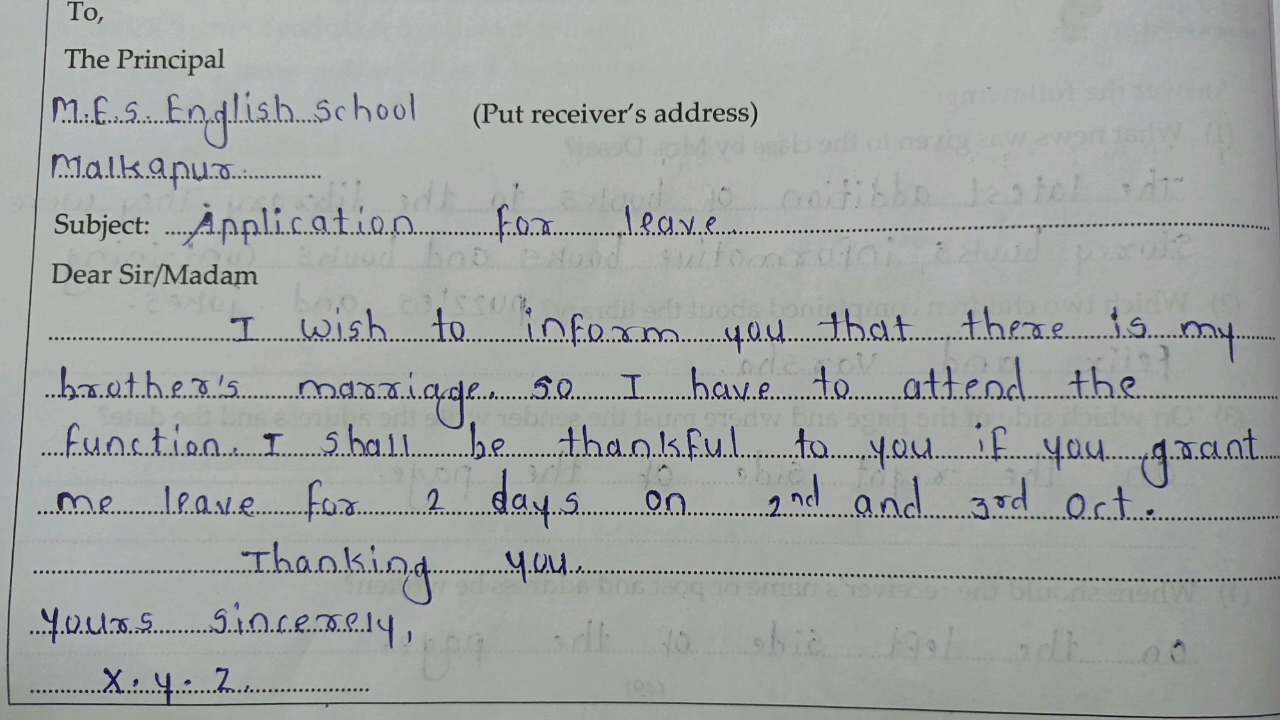 To,
The Principal
M.E.S. English School (Put receiver's address)
Malkapur.
Subject: Application for leave.
Dear Sir/Madam
I wish to inform you that there is my
brother's marriage. so I have to attend the
function. I shall be thankful to you if you grant
me leave for 2 days on 2nd and 3rd Oct.
Thanking you.
yours sincerely,
x. y. z.